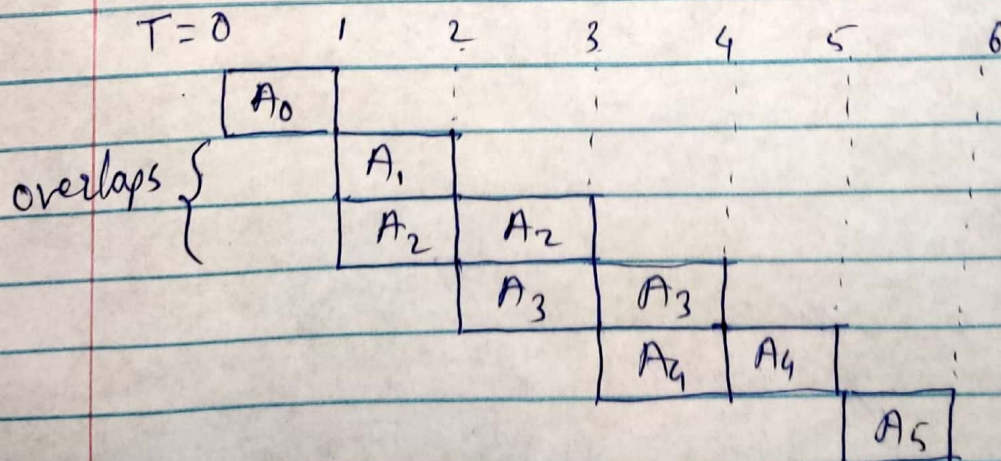 T = 0 1 2 3 4 5 6
A₀
overlaps { A₁
A₂ A₂
A₃ A₃
A₄ A₄
A₅